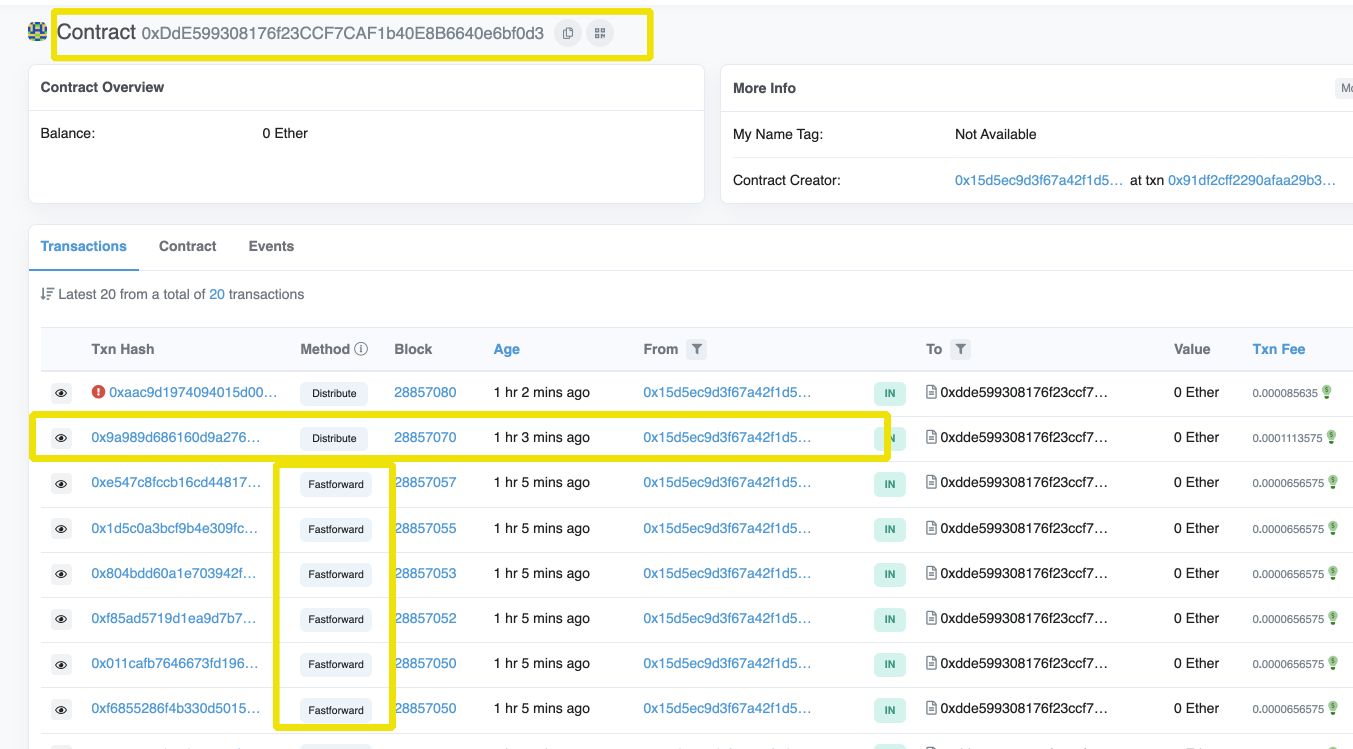 Contract 0xDdE599308176f23CCF7CAF1b40E8B6640e6bf0d3
Contract Overview
Balance: 0 Ether
More Info
My Name Tag: Not Available
Contract Creator: 0x15d5ec9d3f67a42f1d5… at txn 0x91df2cff2290afaa29b3…
Transactions Contract Events
Latest 20 from a total of 20 transactions
Txn Hash Method Block Age From To Value Txn Fee
0xaac9d1974094015d00… Distribute 28857080 1 hr 2 mins ago 0x15d5ec9d3f67a42f1d5… IN 0xdde599308176f23ccf7… 0 Ether 0.000085635
0x9a989d686160d9a276… Distribute 28857070 1 hr 3 mins ago 0x15d5ec9d3f67a42f1d5… 0xdde599308176f23ccf7… 0 Ether 0.0001113575
0xe547c8fccb16cd44817… Fastforward 28857057 1 hr 5 mins ago 0x15d5ec9d3f67a42f1d5… IN 0xdde599308176f23ccf7… 0 Ether 0.0000656575
0x1d5c0a3bcf9b4e309fc… Fastforward 28857055 1 hr 5 mins ago 0x15d5ec9d3f67a42f1d5… IN 0xdde599308176f23ccf7… 0 Ether 0.0000656575
0x804bdd60a1e703942f… Fastforward 28857053 1 hr 5 mins ago 0x15d5ec9d3f67a42f1d5… IN 0xdde599308176f23ccf7… 0 Ether 0.0000656575
0xf85ad5719d1ea9d7b7… Fastforward 28857052 1 hr 5 mins ago 0x15d5ec9d3f67a42f1d5… IN 0xdde599308176f23ccf7… 0 Ether 0.0000656575
0x011cafb7646673fd196… Fastforward 28857050 1 hr 5 mins ago 0x15d5ec9d3f67a42f1d5… IN 0xdde599308176f23ccf7… 0 Ether 0.0000656575
0xf6855286f4b330d5015… Fastforward 28857050 1 hr 5 mins ago 0x15d5ec9d3f67a42f1d5… IN 0xdde599308176f23ccf7… 0 Ether 0.0000656575